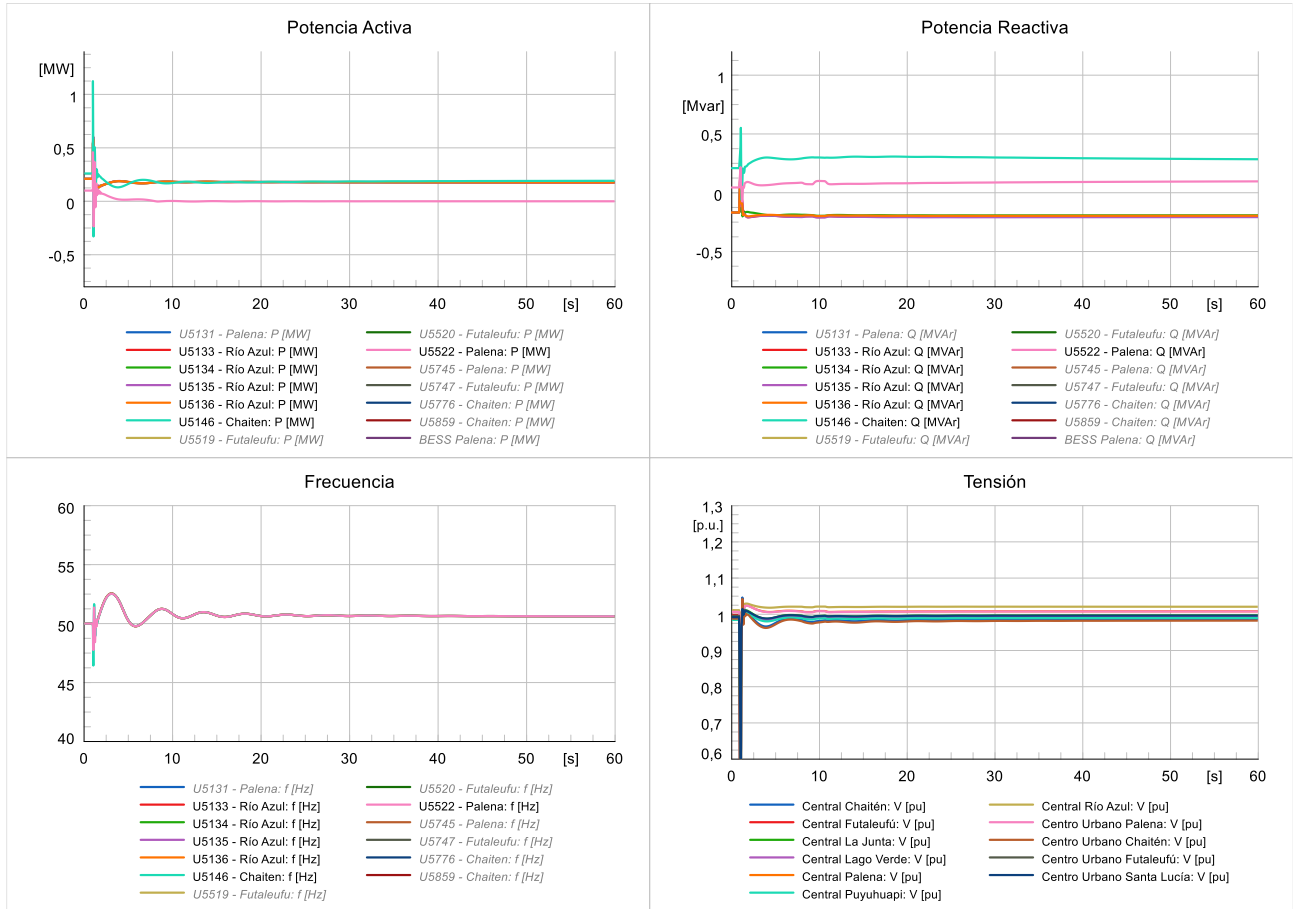 Potencia Activa
[MW]
1
0,5
0
-0,5
0 10 20 30 40 [s] 60
U5131 - Palena: P [MW]
U5133 - Río Azul: P [MW]
U5134 - Río Azul: P [MW]
U5135 - Río Azul: P [MW]
U5136 - Río Azul: P [MW]
U5146 - Chaiten: P [MW]
U5519 - Futaleufu: P [MW]
U5520 - Futaleufu: P [MW]
U5522 - Palena: P [MW]
U5745 - Palena: P [MW]
U5747 - Futaleufu: P [MW]
U5776 - Chaiten: P [MW]
U5859 - Chaiten: P [MW]
BESS Palena: P [MW]
Potencia Reactiva
1
[Mvar]
0,5
0
-0,5
0 10 20 30 40 [s] 60
U5131 - Palena: Q [MVAr]
U5133 - Río Azul: Q [MVAr]
U5134 - Río Azul: Q [MVAr]
U5135 - Río Azul: Q [MVAr]
U5136 - Río Azul: Q [MVAr]
U5146 - Chaiten: Q [MVAr]
U5519 - Futaleufu: Q [MVAr]
U5520 - Futaleufu: Q [MVAr]
U5522 - Palena: Q [MVAr]
U5745 - Palena: Q [MVAr]
U5747 - Futaleufu: Q [MVAr]
U5776 - Chaiten: Q [MVAr]
U5859 - Chaiten: Q [MVAr]
BESS Palena: Q [MVAr]
Frecuencia
60
55
50
45
40
0 10 20 30 40 [s] 60
U5131 - Palena: f [Hz]
U5133 - Río Azul: f [Hz]
U5134 - Río Azul: f [Hz]
U5135 - Río Azul: f [Hz]
U5136 - Río Azul: f [Hz]
U5146 - Chaiten: f [Hz]
U5519 - Futaleufu: f [Hz]
U5520 - Futaleufu: f [Hz]
U5522 - Palena: f [Hz]
U5745 - Palena: f [Hz]
U5747 - Futaleufu: f [Hz]
U5776 - Chaiten: f [Hz]
U5859 - Chaiten: f [Hz]
Tensión
1,3
[p.u.]
1,2
1,1
1
0,9
0,8
0,7
0,6
0 10 20 30 40 [s] 60
Central Chaitén: V [pu]
Central Futaleufú: V [pu]
Central La Junta: V [pu]
Central Lago Verde: V [pu]
Central Palena: V [pu]
Central Puyuhuapi: V [pu]
Central Río Azul: V [pu]
Centro Urbano Palena: V [pu]
Centro Urbano Chaitén: V [pu]
Centro Urbano Futaleufú: V [pu]
Centro Urbano Santa Lucía: V [pu]